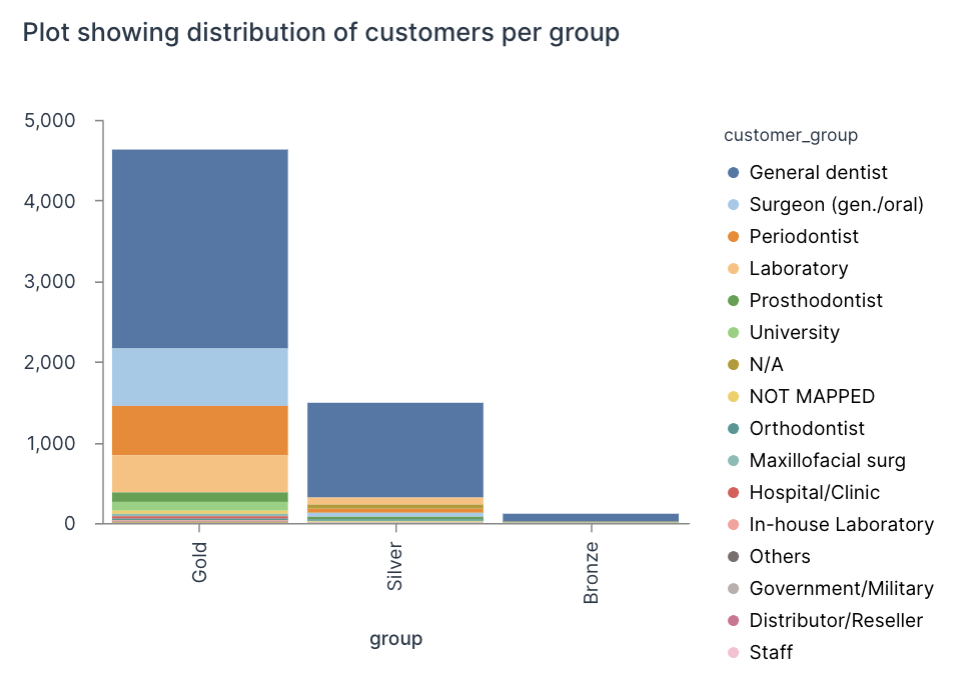 Plot showing distribution of customers per group
5,000
4,000
3,000
2,000
1,000
0
Gold
Silver
Bronze
group
customer_group
General dentist
Surgeon (gen./oral)
Periodontist
Laboratory
Prosthodontist
University
N/A
NOT MAPPED
Orthodontist
Maxillofacial surg
Hospital/Clinic
In-house Laboratory
Others
Government/Military
Distributor/Reseller
Staff